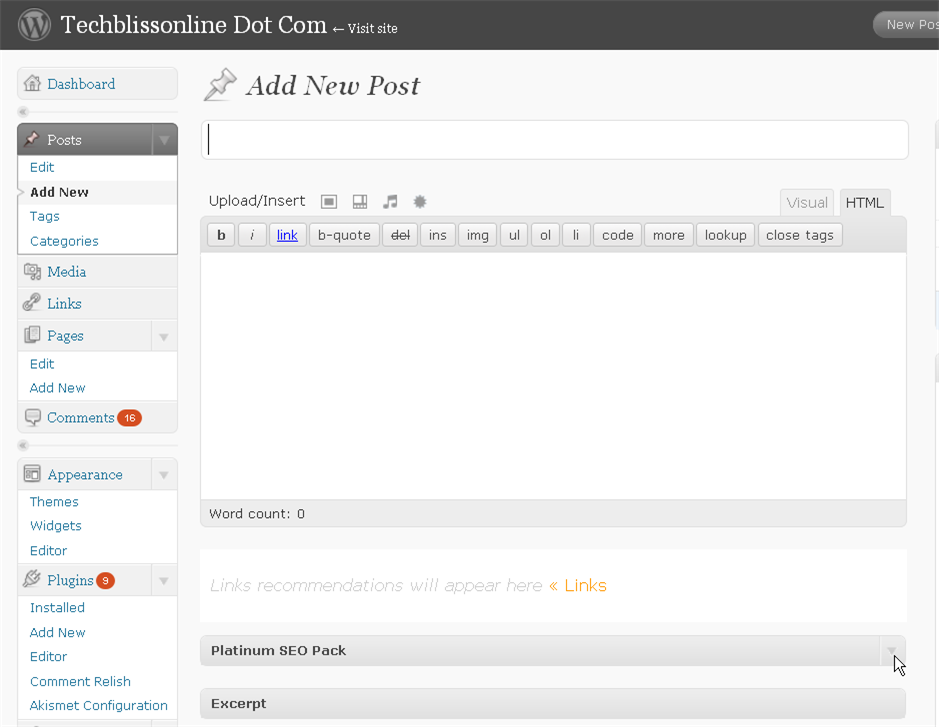 Techblissonline Dot Com ← Visit site
New Pos
Dashboard
Posts
Edit
Add New
Tags
Categories
Media
Links
Pages
Edit
Add New
Comments 16
Appearance
Themes
Widgets
Editor
Plugins 9
Installed
Add New
Editor
Comment Relish
Akismet Configuration
Add New Post
Upload/Insert
Visual HTML
b i link b-quote del ins img ul ol li code more lookup close tags
Word count: 0
Links recommendations will appear here « Links
Platinum SEO Pack
Excerpt